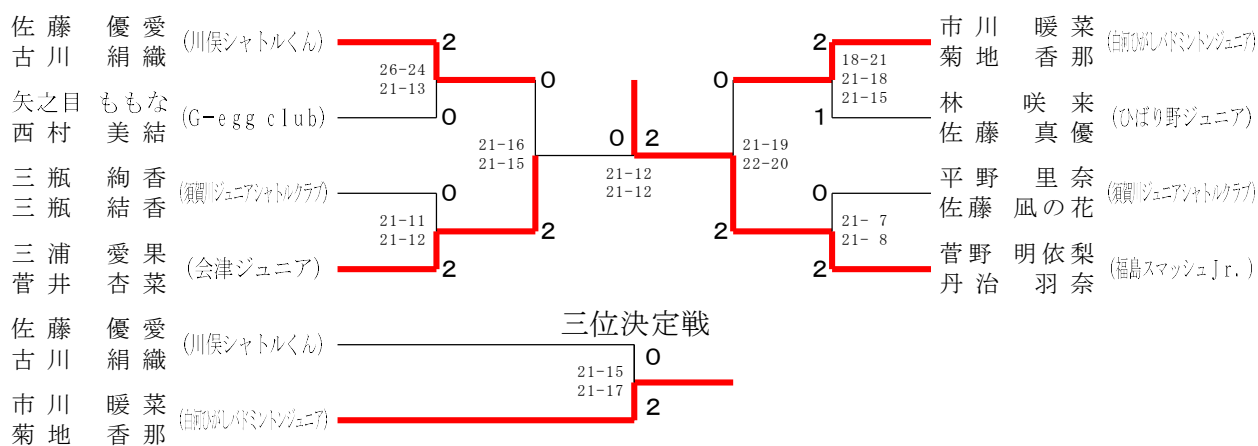 佐藤 優愛
古川 絹織
(川俣シャトルくん)
2
26-24
21-13
0
矢之目 ももな
西村 美結
(G-egg club)
0
21-16
21-15
三瓶 絢香
三瓶 結香
(須賀川ジュニアシャトルクラブ)
0
21-11
21-12
2
三浦 愛果
菅井 杏菜
(会津ジュニア)
2
0 2
21-12
21-12
市川 暖菜
菊地 香那
(白河ひがしバドミントンジュニア)
2
18-21
21-18
21-15
0
林 咲来
佐藤 真優
(ひばり野ジュニア)
1
21-19
22-20
平野 里奈
佐藤 凪の花
(須賀川ジュニアシャトルクラブ)
0
21- 7
21- 8
2
菅野 明依梨
丹治 羽奈
(福島スマッシュJr.)
2
三位決定戦
佐藤 優愛
古川 絹織
(川俣シャトルくん)
0
21-15
21-17
市川 暖菜
菊地 香那
(白河ひがしバドミントンジュニア)
2